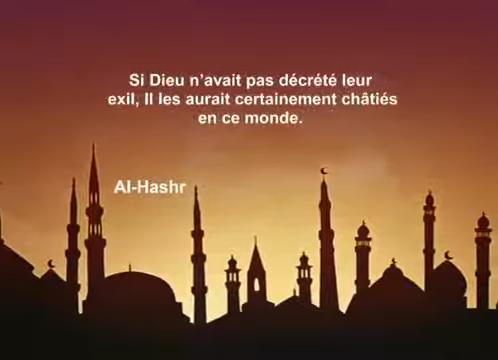 Si Dieu n’avait pas décrété leur
exil, Il les aurait certainement châtiés
en ce monde.
Al-Hashr